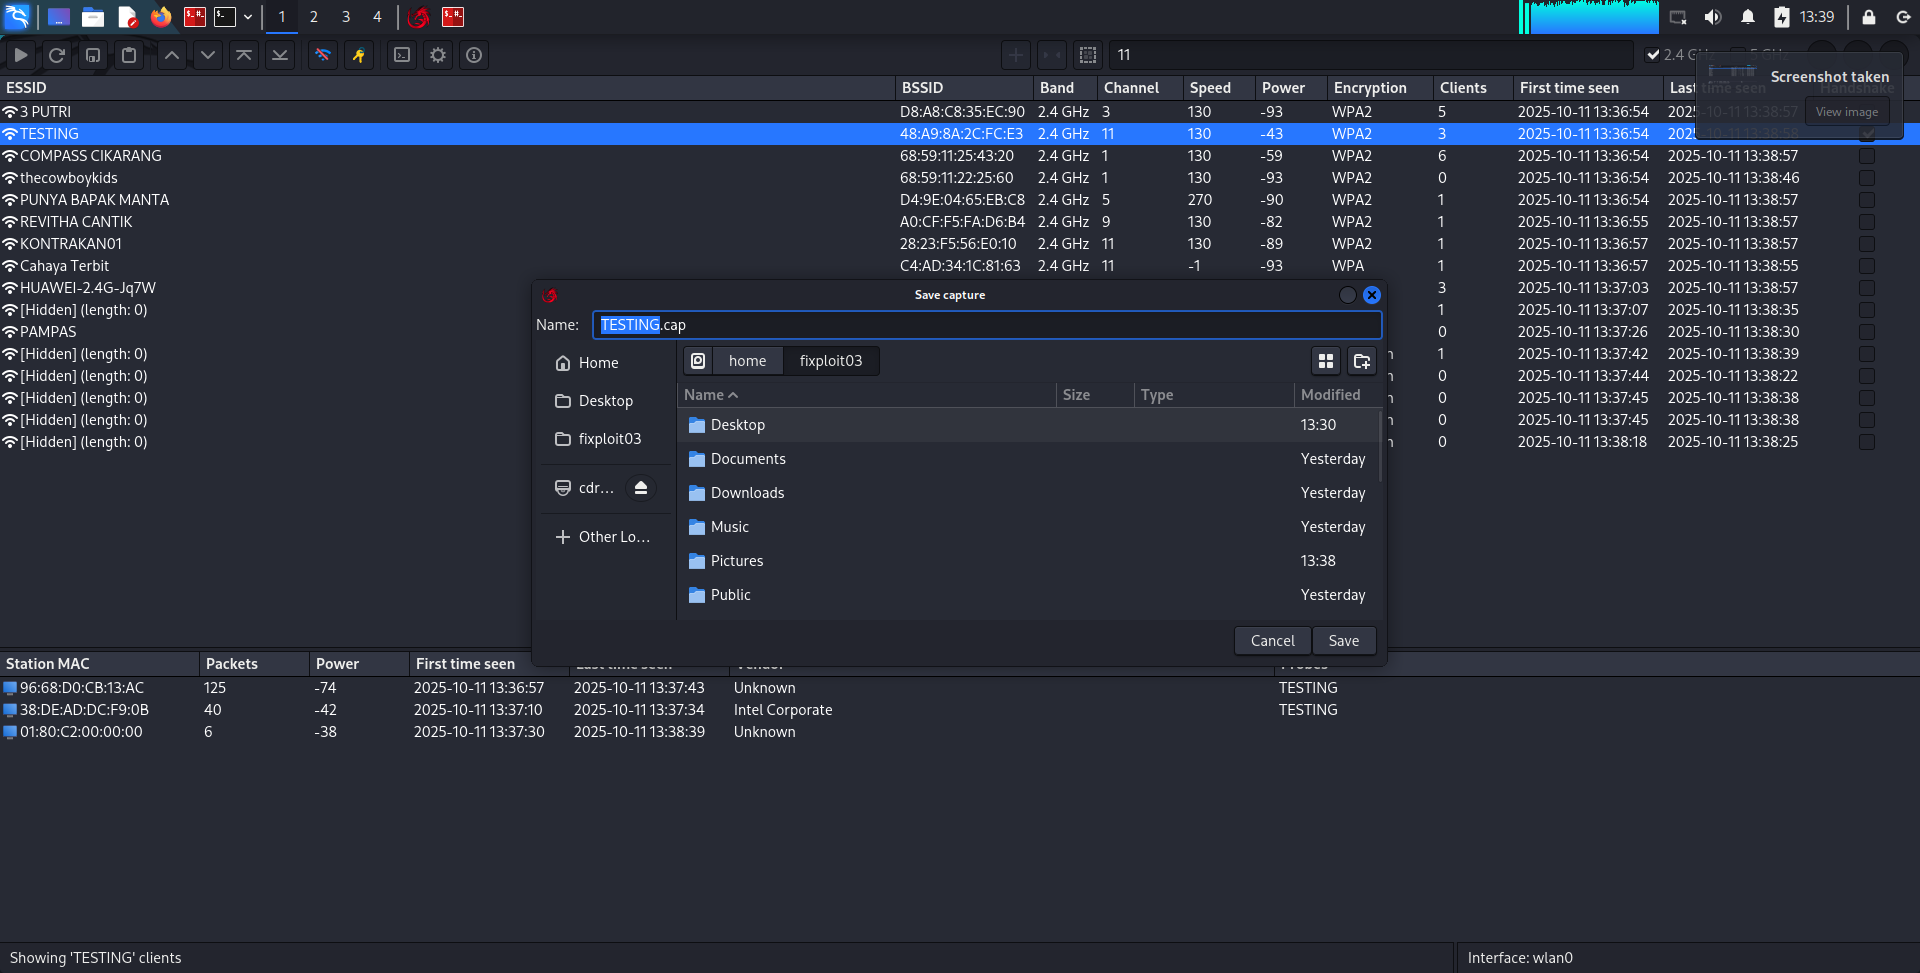 1 2 3 4 13:39
11 2.4 GHz 5 GHz
Screenshot taken
View image
ESSID BSSID Band Channel Speed Power Encryption Clients First time seen Last time seen Handshake
3 PUTRI D8:A8:C8:35:EC:90 2.4 GHz 3 130 -93 WPA2 5 2025-10-11 13:36:54 2025-10-11 13:38:57
TESTING 48:A9:8A:2C:FC:E3 2.4 GHz 11 130 -43 WPA2 3 2025-10-11 13:36:54 2025-10-11 13:38:58
COMPASS CIKARANG 68:59:11:25:43:20 2.4 GHz 1 130 -59 WPA2 6 2025-10-11 13:36:54 2025-10-11 13:38:57
thecowboykids 68:59:11:22:25:60 2.4 GHz 1 130 -93 WPA2 0 2025-10-11 13:36:54 2025-10-11 13:38:46
PUNYA BAPAK MANTA D4:9E:04:65:EB:C8 2.4 GHz 5 270 -90 WPA2 1 2025-10-11 13:36:54 2025-10-11 13:38:57
REVITHA CANTIK A0:CF:F5:FA:D6:B4 2.4 GHz 9 130 -82 WPA2 1 2025-10-11 13:36:55 2025-10-11 13:38:57
KONTRAKAN01 28:23:F5:56:E0:10 2.4 GHz 11 130 -89 WPA2 1 2025-10-11 13:36:57 2025-10-11 13:38:57
Cahaya Terbit C4:AD:34:1C:81:63 2.4 GHz 11 -1 -93 WPA 1 2025-10-11 13:36:57 2025-10-11 13:38:55
HUAWEI-2.4G-Jq7W 3 2025-10-11 13:37:03 2025-10-11 13:38:57
[Hidden] (length: 0) 1 2025-10-11 13:37:07 2025-10-11 13:38:35
PAMPAS 0 2025-10-11 13:37:26 2025-10-11 13:38:30
[Hidden] (length: 0) n 1 2025-10-11 13:37:42 2025-10-11 13:38:39
[Hidden] (length: 0) n 0 2025-10-11 13:37:44 2025-10-11 13:38:22
[Hidden] (length: 0) n 0 2025-10-11 13:37:45 2025-10-11 13:38:38
[Hidden] (length: 0) n 0 2025-10-11 13:37:45 2025-10-11 13:38:38
[Hidden] (length: 0) n 0 2025-10-11 13:38:18 2025-10-11 13:38:25
Save capture
Name: TESTING.cap
Home
Desktop
fixploit03
cdr...
Other Lo...
home fixploit03
Name Size Type Modified
Desktop 13:30
Documents Yesterday
Downloads Yesterday
Music Yesterday
Pictures 13:38
Public Yesterday
Cancel Save
Station MAC Packets Power First time seen Last time seen Vendor Probes
96:68:D0:CB:13:AC 125 -74 2025-10-11 13:36:57 2025-10-11 13:37:43 Unknown TESTING
38:DE:AD:DC:F9:0B 40 -42 2025-10-11 13:37:10 2025-10-11 13:37:34 Intel Corporate TESTING
01:80:C2:00:00:00 6 -38 2025-10-11 13:37:30 2025-10-11 13:38:39 Unknown
Showing 'TESTING' clients Interface: wlan0